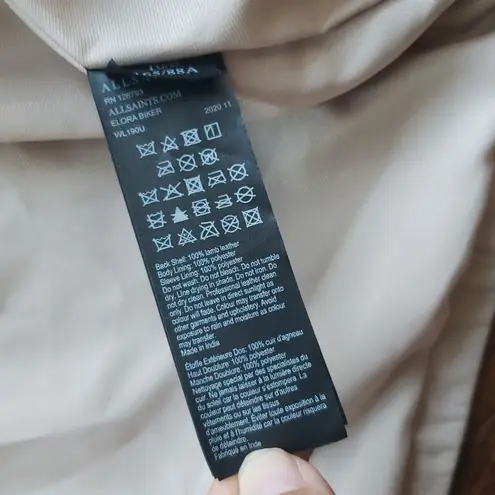 ALLSAINTS.COM
ELORA BIKER
WL190U
2020 11
Back Shell: 100% lamb leather
Body Lining: 100% polyester
Sleeve Lining: 100% polyester
Do not wash. Do not bleach. Do not tumble
dry. Line drying in shade. Do not iron. Do
not dry clean. Professional leather clean
only. Do not leave in direct sunlight as
colour will fade. Colour may transfer onto
other garments and upholstery. Avoid
exposure to rain and moisture as colour
may transfer.
Made in India
Étoffe Extérieure Dos: 100% cuir d'agneau
Haut Doublure: 100% polyester
Manche Doublure: 100% polyester
Nettoyage spécial par des spécialistes du
cuir. Ne jamais laisser à la lumière directe
du soleil car la couleur s'estompera. La
couleur peut déteindre sur d'autre
vêtements ou sur les tissus
d'ameublement. Éviter toute exposition à la
pluie et à l'humidité car la couleur risquera
de déteindre.
Fabriqué en Inde